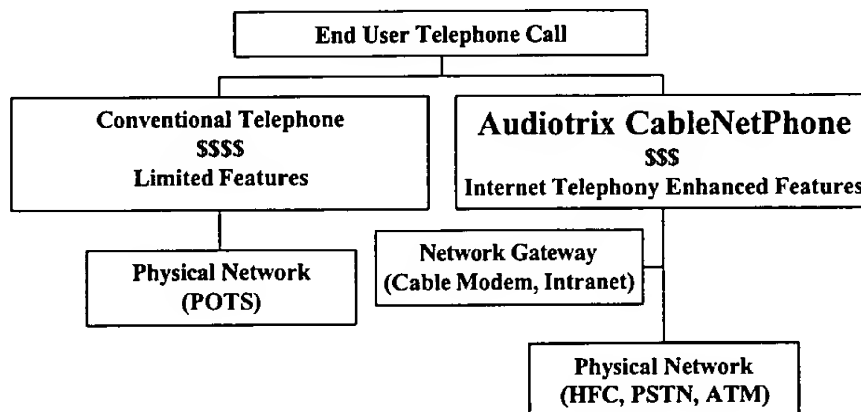 End User Telephone Call
Conventional Telephone
$$$$
Limited Features
Audiotrix CableNetPhone
$$$
Internet Telephony Enhanced Features
Network Gateway
(Cable Modem, Intranet)
Physical Network
(POTS)
Physical Network
(HFC, PSTN, ATM)